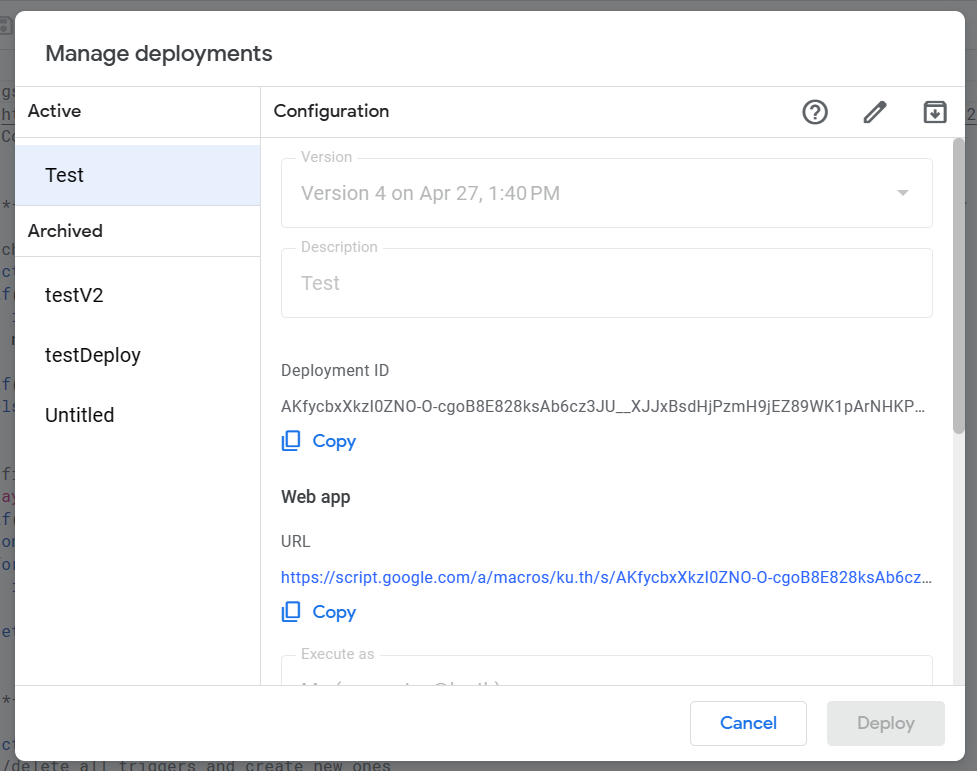 Manage deployments
Active
Configuration
Test
Version
Version 4 on Apr 27, 1:40 PM
Archived
Description
Test
testV2
testDeploy
Untitled
Deployment ID
AKfycbxXkzI0ZNO-O-cgoB8E828ksAb6cz3JU__XJJxBsdHjPzmH9jEZ89WK1pArNHKP...
Copy
Web app
URL
https://script.google.com/a/macros/ku.th/s/AKfycbxXkzI0ZNO-O-cgoB8E828ksAb6cz...
Copy
Execute as
Cancel
Deploy
/delete all triggers and create new ones